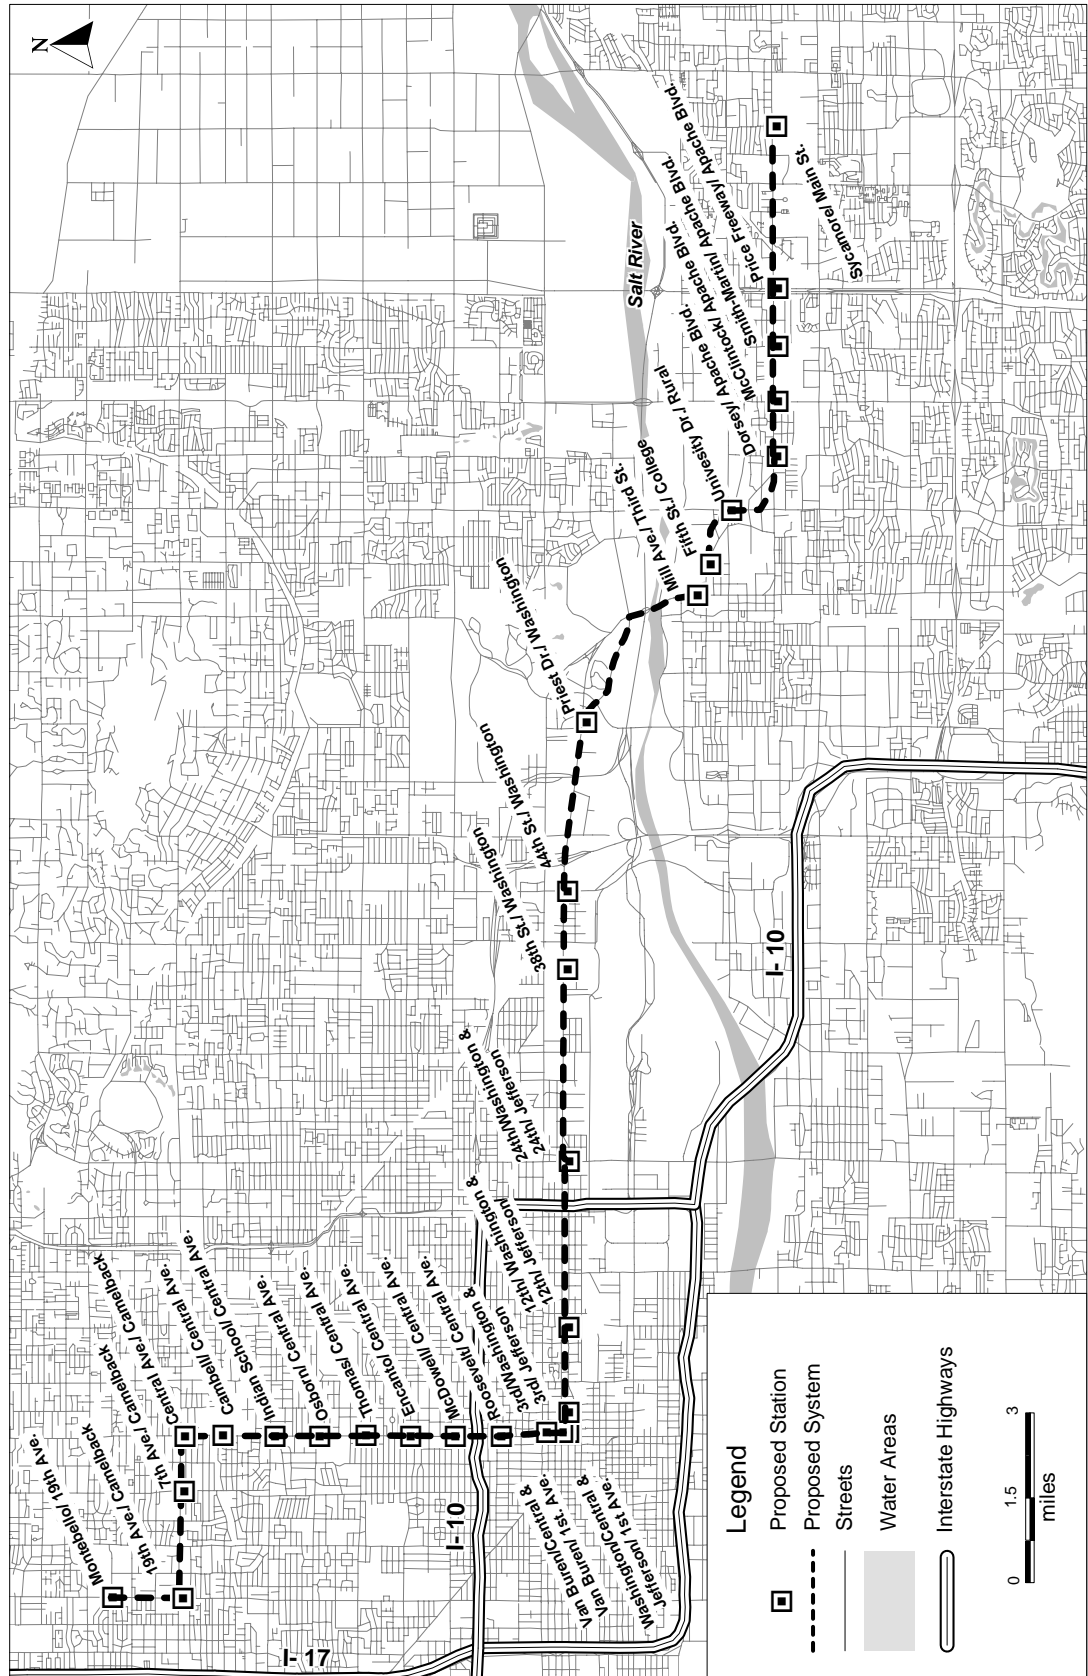 N
Montebello/ 19th Ave.
19th Ave./ Camelback
7th Ave./ Camelback
Central Ave./ Camelback
Cambell/ Central Ave.
Indian School/ Central Ave.
Osborn/ Central Ave.
Thomas/ Central Ave.
Encanto/ Central Ave.
McDowell/ Central Ave.
Roosevelt/ Central Ave.
Van Buren/Central &
Van Buren/ 1st. Ave.
Washington/Central &
Jefferson/ 1st Ave.
3rd/Washington &
3rd/ Jefferson
12th/ Washington &
12th/ Jefferson/
24th/Washington &
24th/ Jefferson
38th St./ Washington
44th St./ Washington
Priest Dr./ Washington
Mill Ave./ Third St.
Fifth St./ College
Univesity Dr./ Rural
Dorsey/ Apache Blvd.
McClintock/ Apache Blvd.
Smith-Martin/ Apache Blvd.
Price Freeway/ Apache Blvd.
Sycamore/ Main St.
Salt River
I- 10
I-10
I- 17
Legend
Proposed Station
Proposed System
Streets
Water Areas
Interstate Highways
0 1.5 3
miles